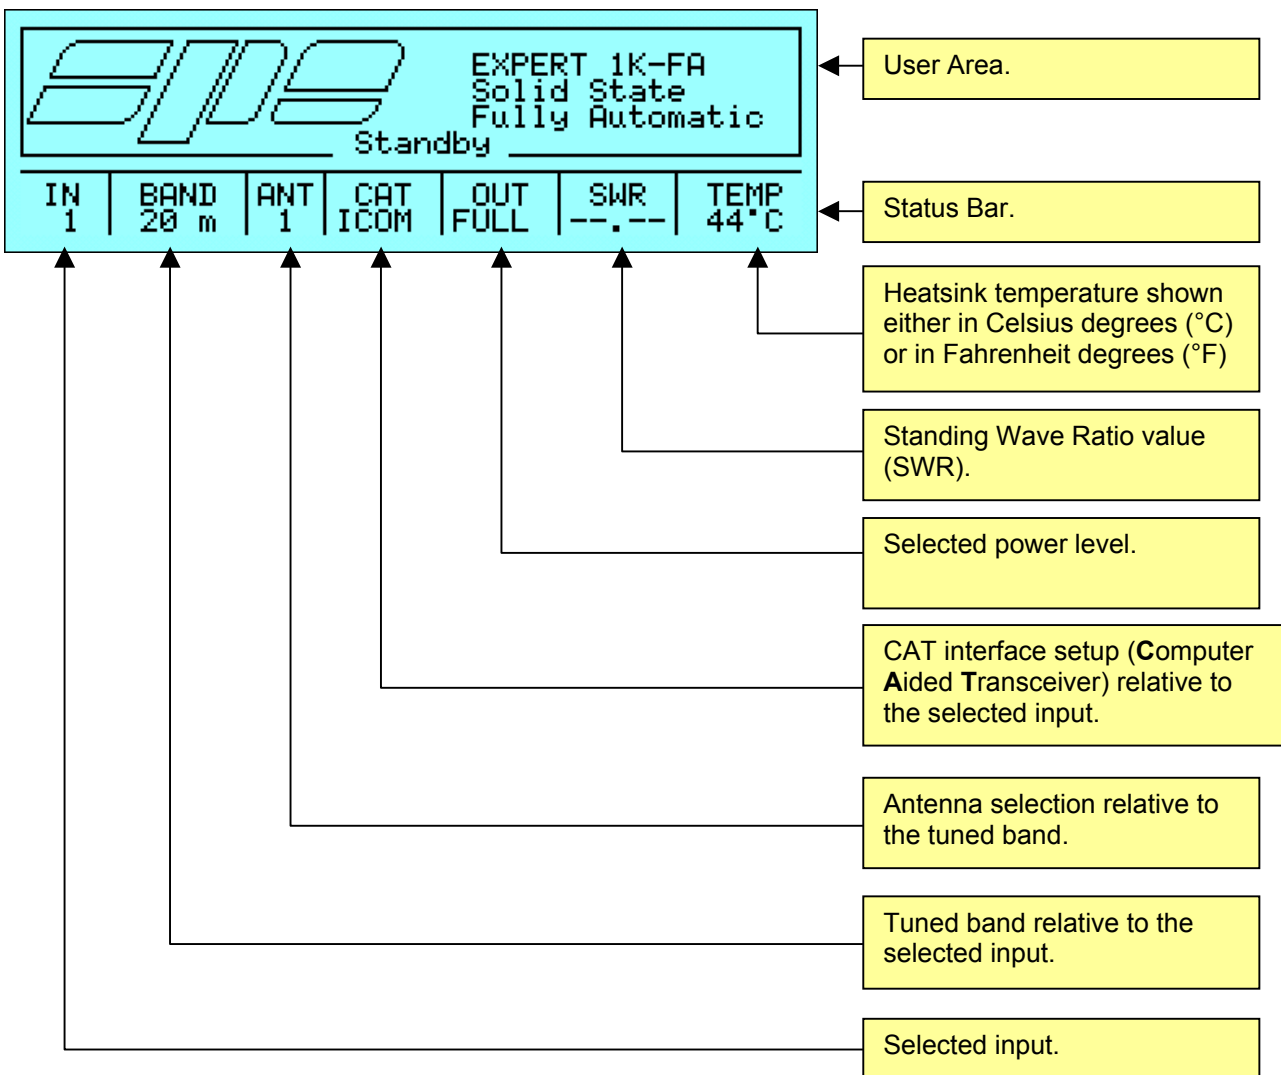 spe
EXPERT 1K-FA
Solid State
Fully Automatic
Standby
IN BAND ANT CAT OUT SWR TEMP
1 20 m 1 ICOM FULL --.-- 44°C
User Area.
Status Bar.
Heatsink temperature shown
either in Celsius degrees (°C)
or in Fahrenheit degrees (°F)
Standing Wave Ratio value
(SWR).
Selected power level.
CAT interface setup (Computer
Aided Transceiver) relative to
the selected input.
Antenna selection relative to
the tuned band.
Tuned band relative to the
selected input.
Selected input.